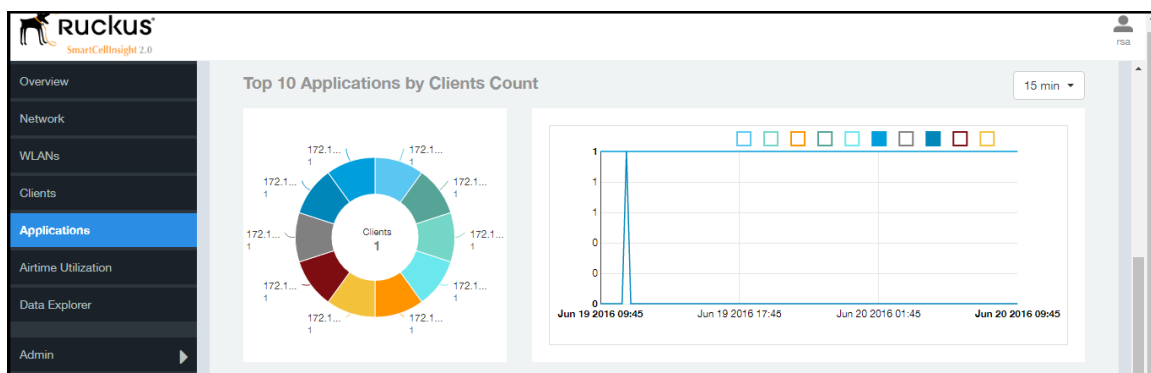 RUCKUS
SmartCellInsight 2.0
rsa
Overview
Network
WLANs
Clients
Applications
Airtime Utilization
Data Explorer
Admin
Top 10 Applications by Clients Count
15 min
172.1...
1
172.1...
1
172.1...
1
172.1...
1
172.1...
1
172.1...
1
172.1...
1
172.1...
1
172.1...
1
172.1...
1
Clients
1
1
1
1
0
0
0
Jun 19 2016 09:45
Jun 19 2016 17:45
Jun 20 2016 01:45
Jun 20 2016 09:45